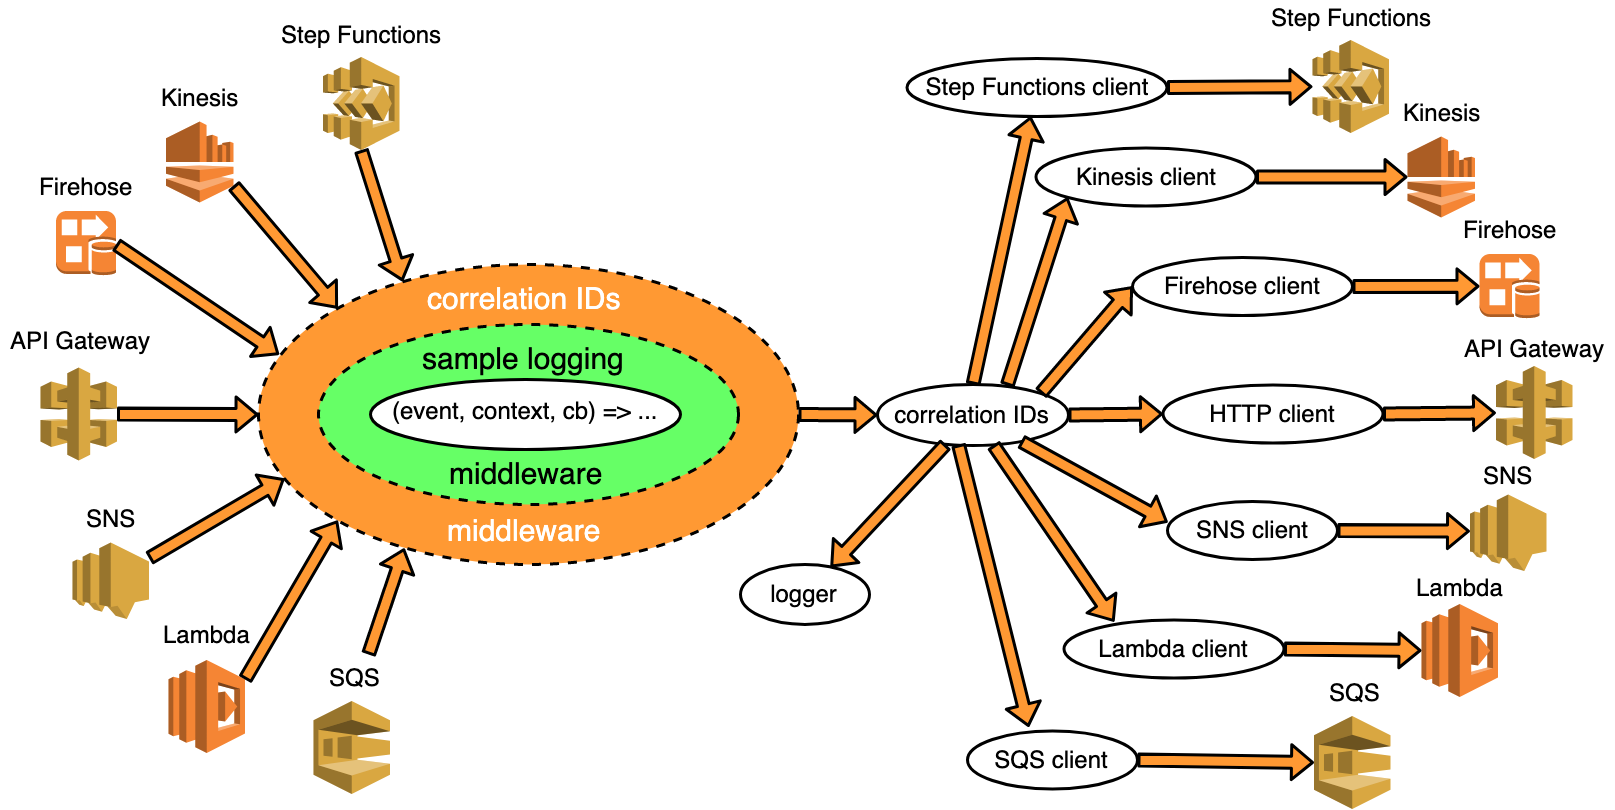 Step Functions
Kinesis
Firehose
API Gateway
SNS
Lambda
SQS
correlation IDs
sample logging
(event, context, cb) => ...
middleware
middleware
correlation IDs
logger
Step Functions client
Kinesis client
Firehose client
HTTP client
SNS client
Lambda client
SQS client
Step Functions
Kinesis
Firehose
API Gateway
SNS
Lambda
SQS